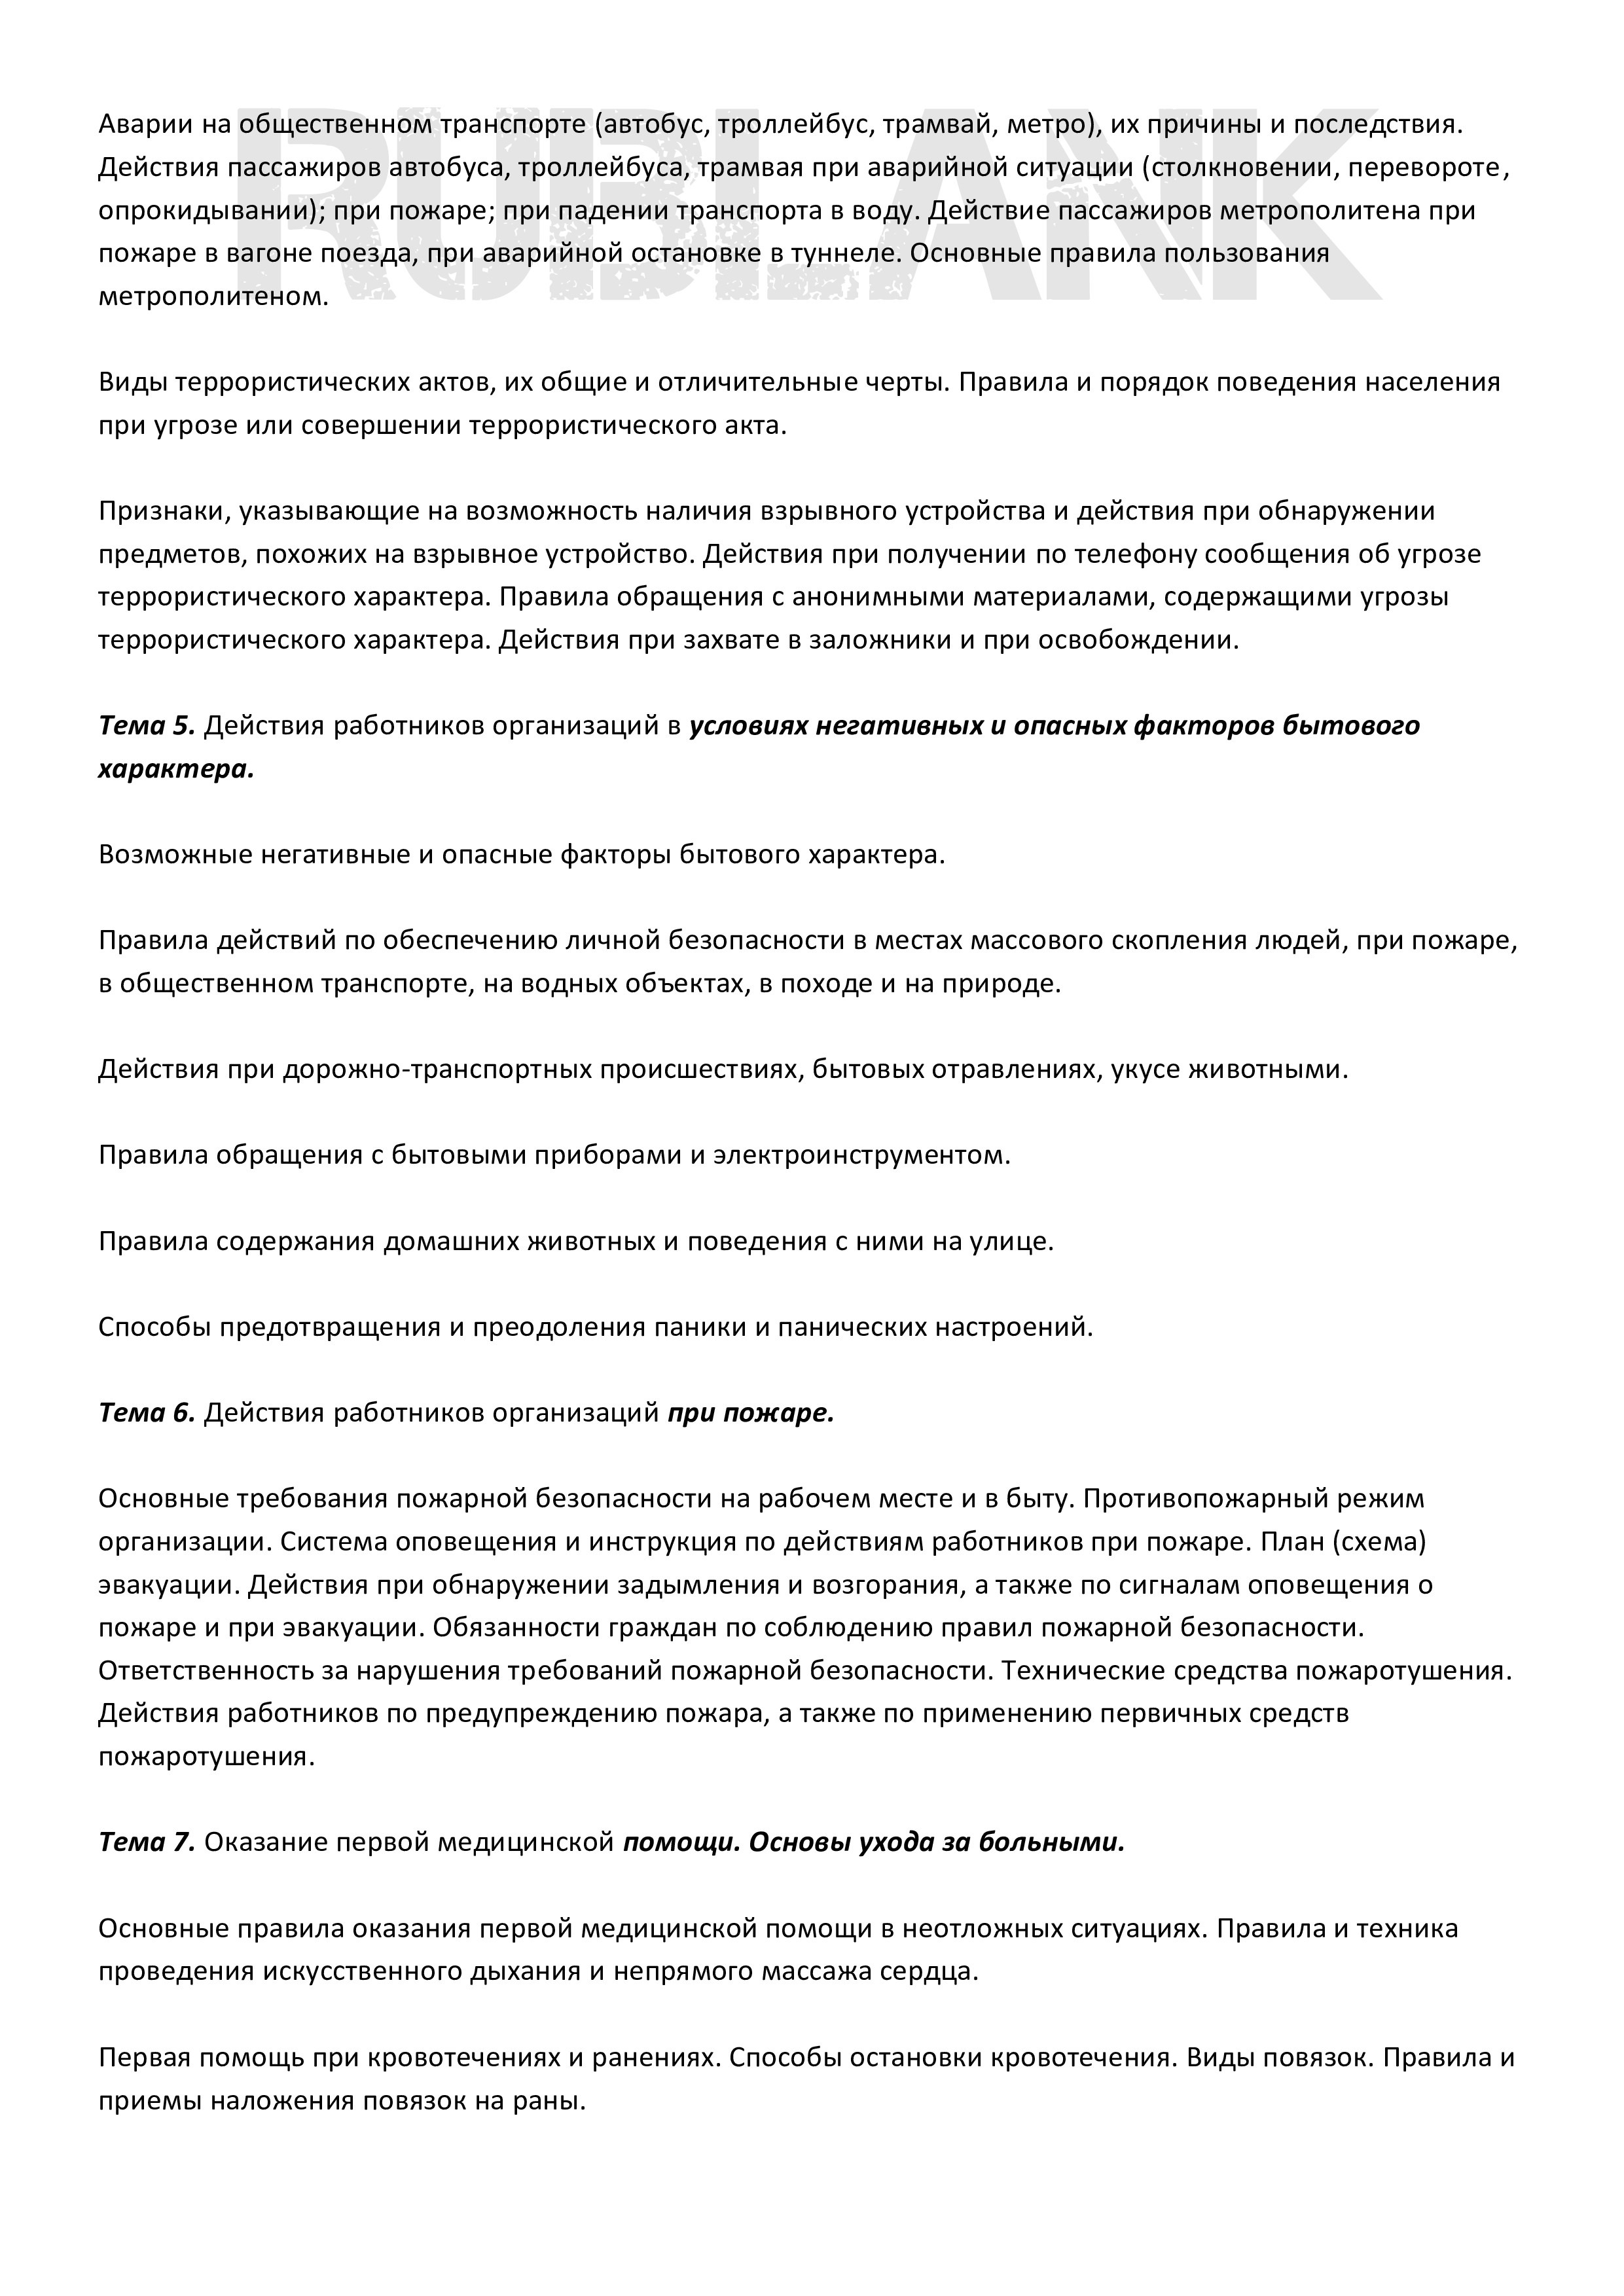 RUBLANK
Аварии на общественном транспорте (автобус, троллейбус, трамвай, метро), их причины и последствия.
Действия пассажиров автобуса, троллейбуса, трамвая при аварийной ситуации (столкновении, перевороте,
опрокидывании); при пожаре; при падении транспорта в воду. Действие пассажиров метрополитена при
пожаре в вагоне поезда, при аварийной остановке в туннеле. Основные правила пользования
метрополитеном.
Виды террористических актов, их общие и отличительные черты. Правила и порядок поведения населения
при угрозе или совершении террористического акта.
Признаки, указывающие на возможность наличия взрывного устройства и действия при обнаружении
предметов, похожих на взрывное устройство. Действия при получении по телефону сообщения об угрозе
террористического характера. Правила обращения с анонимными материалами, содержащими угрозы
террористического характера. Действия при захвате в заложники и при освобождении.
Тема 5. Действия работников организаций в условиях негативных и опасных факторов бытового
характера.
Возможные негативные и опасные факторы бытового характера.
Правила действий по обеспечению личной безопасности в местах массового скопления людей, при пожаре,
в общественном транспорте, на водных объектах, в походе и на природе.
Действия при дорожно-транспортных происшествиях, бытовых отравлениях, укусе животными.
Правила обращения с бытовыми приборами и электроинструментом.
Правила содержания домашних животных и поведения с ними на улице.
Способы предотвращения и преодоления паники и панических настроений.
Тема 6. Действия работников организаций при пожаре.
Основные требования пожарной безопасности на рабочем месте и в быту. Противопожарный режим
организации. Система оповещения и инструкция по действиям работников при пожаре. План (схема)
эвакуации. Действия при обнаружении задымления и возгорания, а также по сигналам оповещения о
пожаре и при эвакуации. Обязанности граждан по соблюдению правил пожарной безопасности.
Ответственность за нарушения требований пожарной безопасности. Технические средства пожаротушения.
Действия работников по предупреждению пожара, а также по применению первичных средств
пожаротушения.
Тема 7. Оказание первой медицинской помощи. Основы ухода за больными.
Основные правила оказания первой медицинской помощи в неотложных ситуациях. Правила и техника
проведения искусственного дыхания и непрямого массажа сердца.
Первая помощь при кровотечениях и ранениях. Способы остановки кровотечения. Виды повязок. Правила и
приемы наложения повязок на раны.